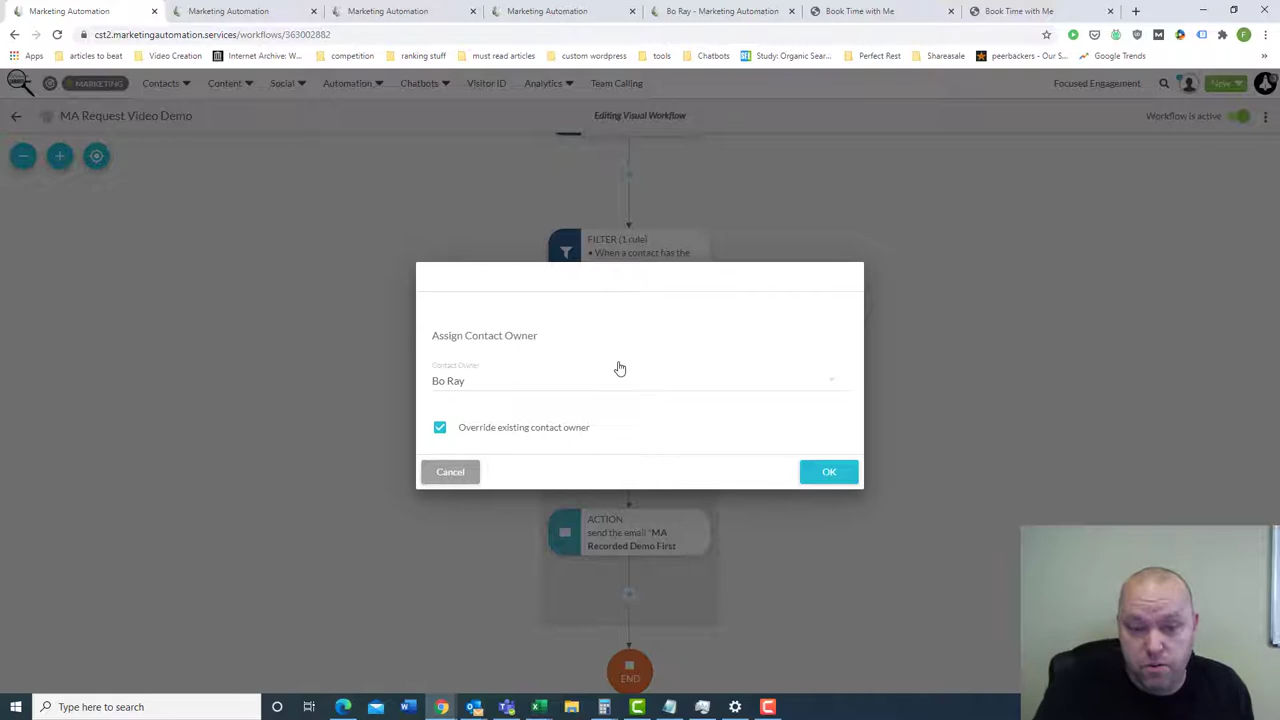 Marketing Automation
Marketing Automation
Marketing Automation
Marketing Automation
Bo Ray - Marketing Automation
Book Time with Me
Book Time with Me
cst2.marketingautomation.services/workflows/363002882
Apps
articles to beat
Video Creation
Internet Archive: W...
competition
ranking stuff
must read articles
custom wordpress
tools
Chatbots
Study: Organic Sear...
Perfect Rest
Shareasale
peerbackers - Our S...
Google Trends
MARKETING
Contacts
Content
Social
Automation
Chatbots
Visitor ID
Analytics
Team Calling
Focused Engagement
New
MA Request Video Demo
Editing Visual Workflow
Workflow is active
FILTER (1 rule)
• When a contact has the
Assign Contact Owner
Contact Owner
Bo Ray
Override existing contact owner
Cancel
OK
ACTION
send the email "MA
Recorded Demo First
END
Type here to search